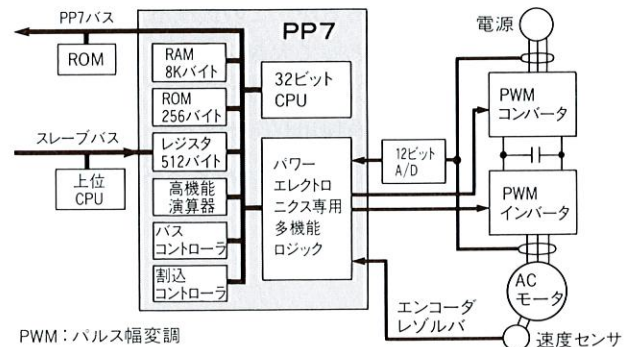 PP7バス
ROM
スレーブバス
上位
CPU
PP7
RAM
8Kバイト
ROM
256バイト
レジスタ
512バイト
高機能
演算器
バス
コントローラ
割込
コントローラ
32ビット
CPU
パワー
エレクトロ
ニクス専用
多機能
ロジック
12ビット
A/D
電源
PWM
コンバータ
PWM
インバータ
AC
モータ
エンコーダ
レゾルバ
速度センサ
PWM：パルス幅変調